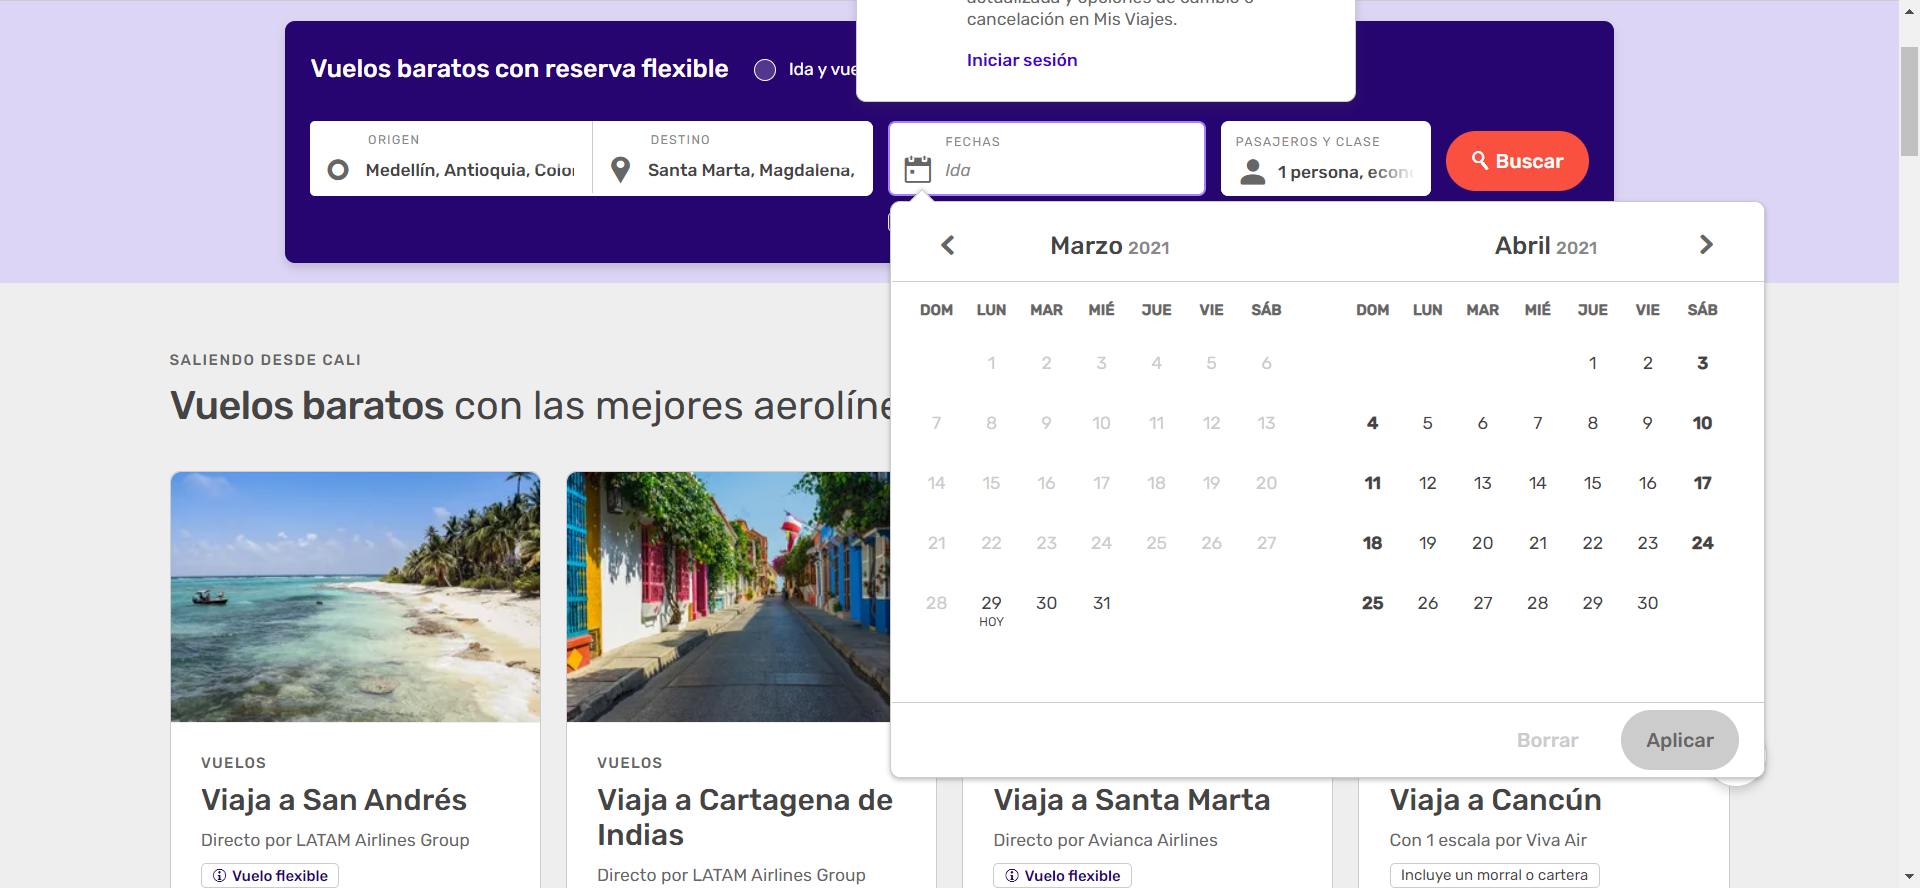 cancelación en Mis Viajes.
Iniciar sesión
Vuelos baratos con reserva flexible
Ida y vue
ORIGEN
Medellín, Antioquia, Color
DESTINO
Santa Marta, Magdalena,
FECHAS
Ida
PASAJEROS Y CLASE
1 persona, econo
Buscar
Marzo 2021
Abril 2021
DOM LUN MAR MIÉ JUE VIE SÁB
1 2 3 4 5 6
7 8 9 10 11 12 13
14 15 16 17 18 19 20
21 22 23 24 25 26 27
28 29 30 31
HOY
DOM LUN MAR MIÉ JUE VIE SÁB
1 2 3
4 5 6 7 8 9 10
11 12 13 14 15 16 17
18 19 20 21 22 23 24
25 26 27 28 29 30
Borrar
Aplicar
SALIENDO DESDE CALI
Vuelos baratos con las mejores aerolíne
VUELOS
Viaja a San Andrés
Directo por LATAM Airlines Group
Vuelo flexible
VUELOS
Viaja a Cartagena de
Indias
Directo por LATAM Airlines Group
Viaja a Santa Marta
Directo por Avianca Airlines
Vuelo flexible
Viaja a Cancún
Con 1 escala por Viva Air
Incluye un morral o cartera